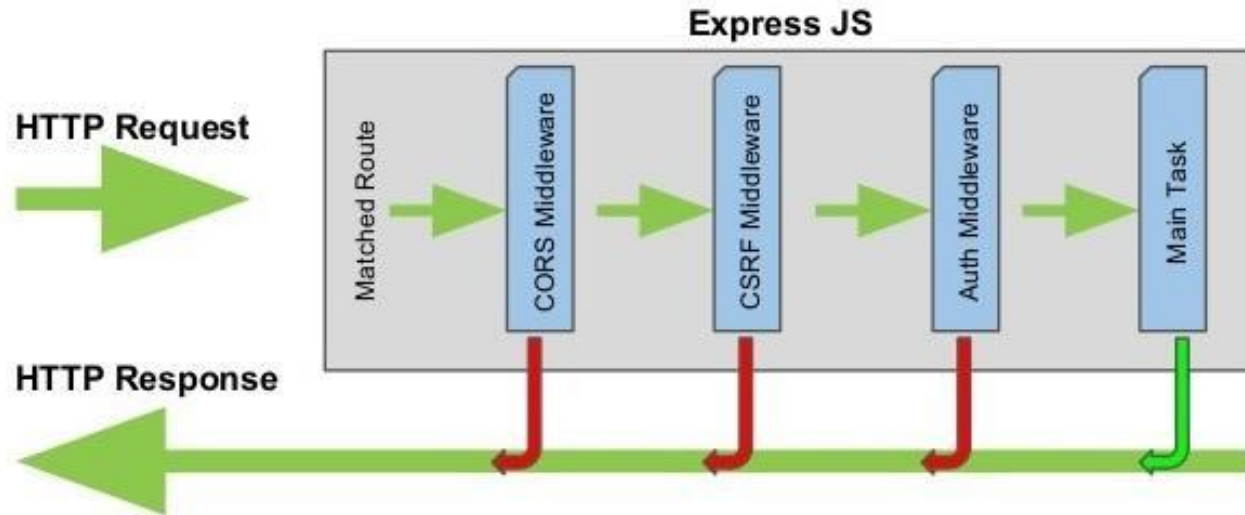 Express JS
HTTP Request
Matched Route
CORS Middleware
CSRF Middleware
Auth Middleware
Main Task
HTTP Response